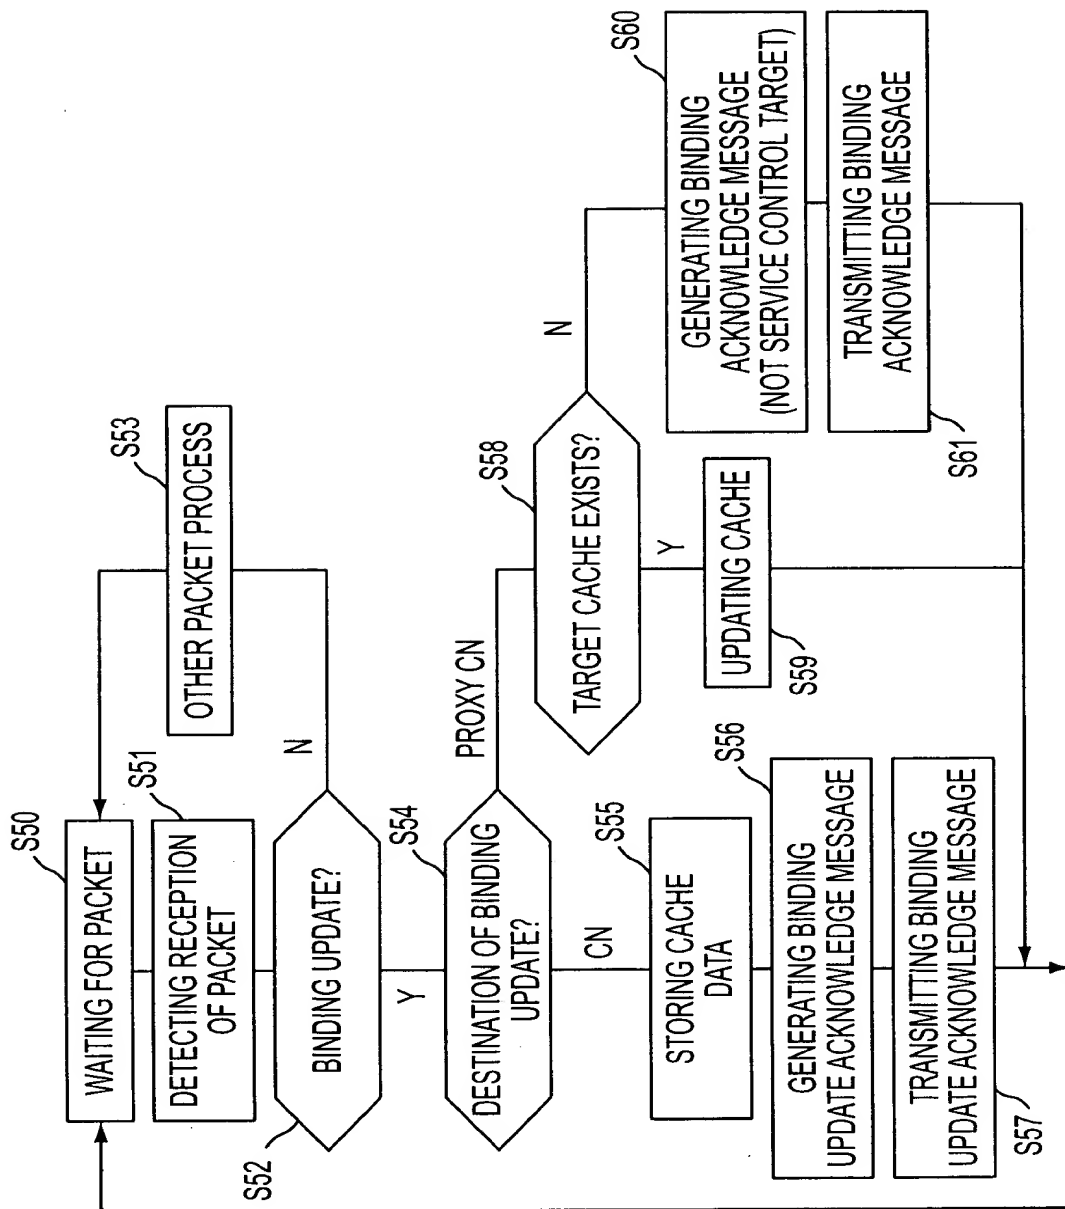 S50
WAITING FOR PACKET
S51
DETECTING RECEPTION
OF PACKET
S52
BINDING UPDATE?
N
S53
OTHER PACKET PROCESS
Y
S54
DESTINATION OF BINDING
UPDATE?
PROXY CN
CN
S55
STORING CACHE
DATA
S56
GENERATING BINDING
UPDATE ACKNOWLEDGE MESSAGE
TRANSMITTING BINDING
UPDATE ACKNOWLEDGE MESSAGE
S57
S58
TARGET CACHE EXISTS?
Y
UPDATING CACHE
S59
N
S60
GENERATING BINDING
ACKNOWLEDGE MESSAGE
(NOT SERVICE CONTROL TARGET)
TRANSMITTING BINDING
ACKNOWLEDGE MESSAGE
S61